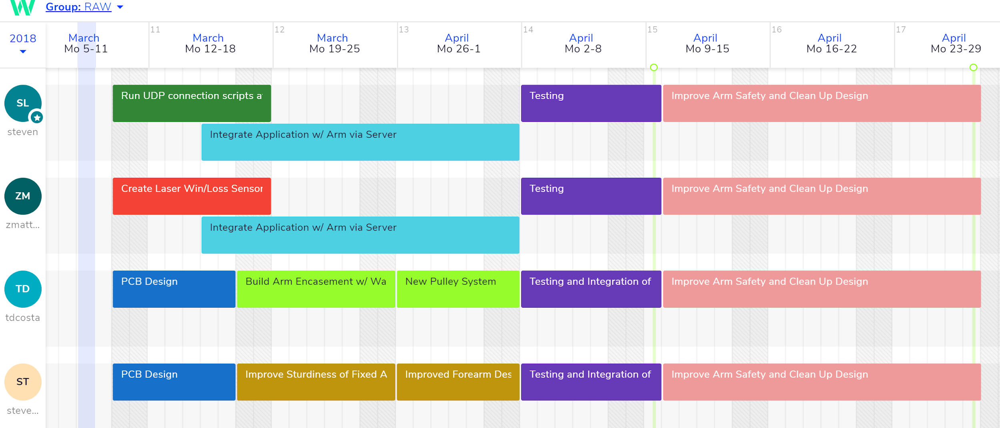 W
Group: RAW
2018
March
Mo 5-11
11
March
Mo 12-18
12
March
Mo 19-25
13
April
Mo 26-1
14
April
Mo 2-8
15
April
Mo 9-15
16
April
Mo 16-22
17
April
Mo 23-29
SL
steven
Run UDP connection scripts a
Testing
Improve Arm Safety and Clean Up Design
Integrate Application w/ Arm via Server
ZM
zmatt...
Create Laser Win/Loss Sensor
Testing
Improve Arm Safety and Clean Up Design
Integrate Application w/ Arm via Server
TD
tdcosta
PCB Design
Build Arm Encasement w/ Wa
New Pulley System
Testing and Integration of
Improve Arm Safety and Clean Up Design
ST
steve...
PCB Design
Improve Sturdiness of Fixed A
Improved Forearm Des
Testing and Integration of
Improve Arm Safety and Clean Up Design